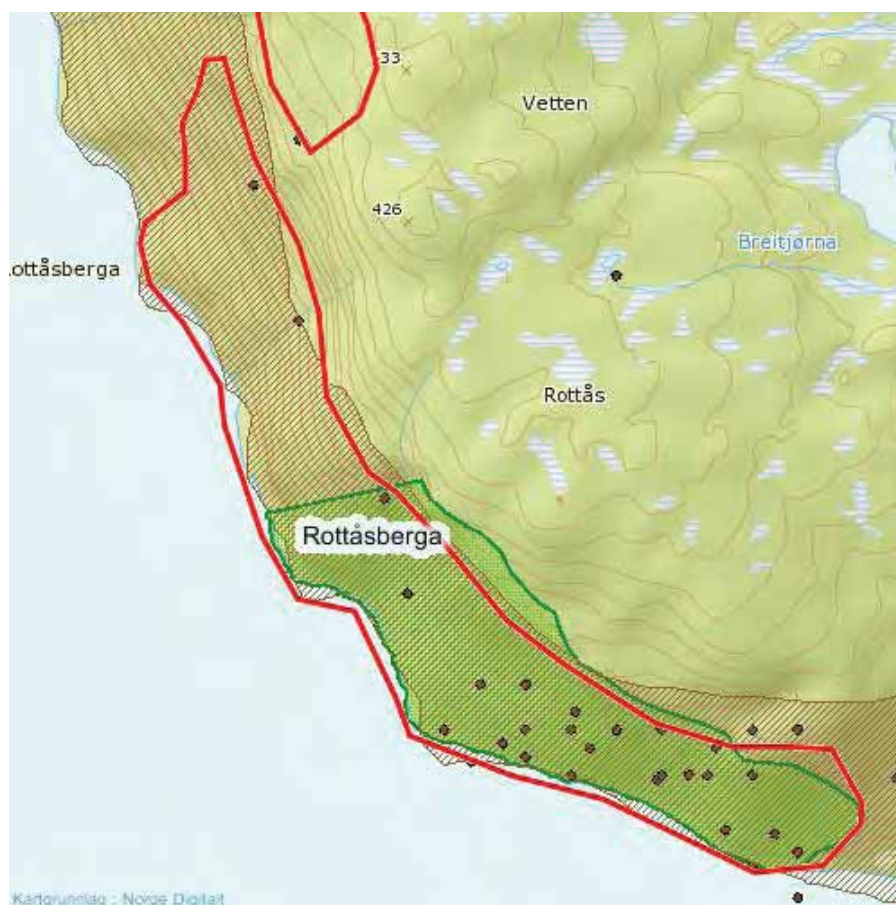 33
Vetten
426
Breitjørna
ottåsberga
Rottås
Rottåsberga
Kartgrunnlag : Norge Digitalt